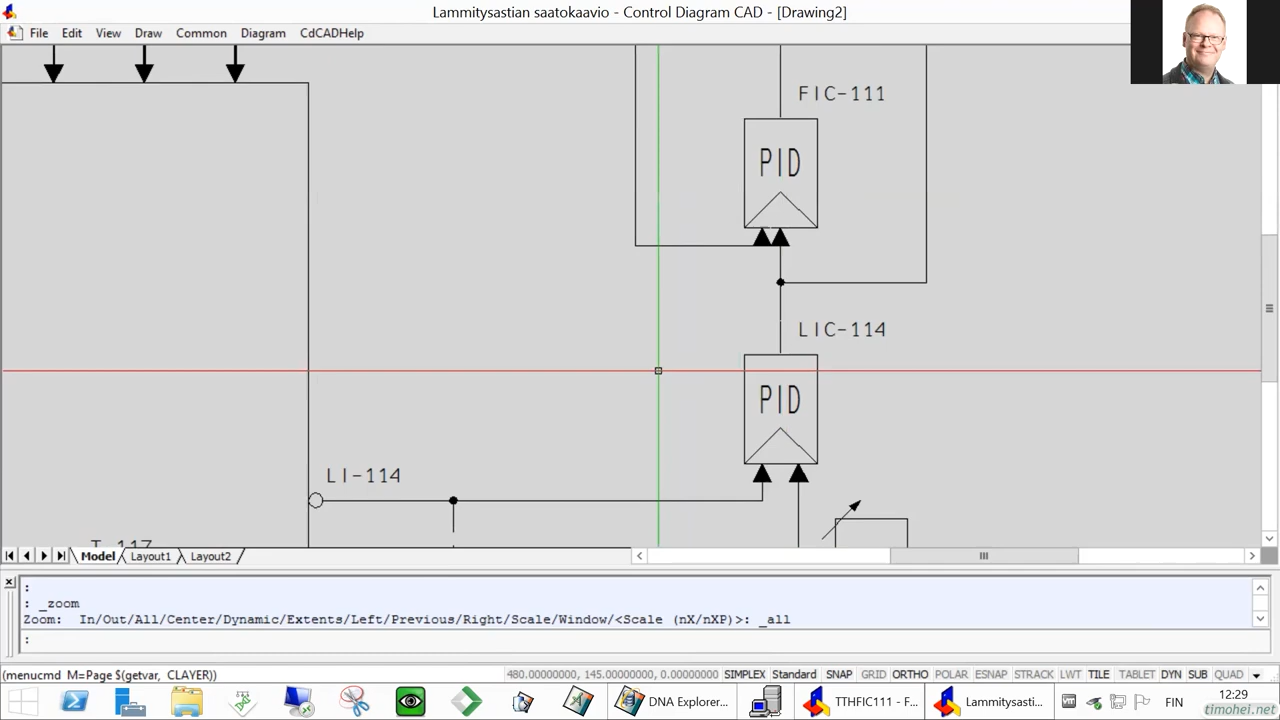 Lammitysastian saatokaavio - Control Diagram CAD - [Drawing2]
File Edit View Draw Common Diagram CdCADHelp
FIC-111
PID
LIC-114
PID
LI-114
Model Layout1 Layout2
:
: _zoom
Zoom: In/Out/All/Center/Dynamic/Extents/Left/Previous/Right/Scale/Window/<Scale (nX/nXP)>: _all
:
(menucmd M=Page $(getvar, CLAYER)) 480.00000000, 145.00000000, 0.00000000 SIMPLEX Standard SNAP GRID ORTHO POLAR ESNAP STRACK LWT TILE TABLET DYN SUB QUAD
DNA Explorer... TTHFIC111 - F... Lammitysasti... FIN 12:29
timohei.net